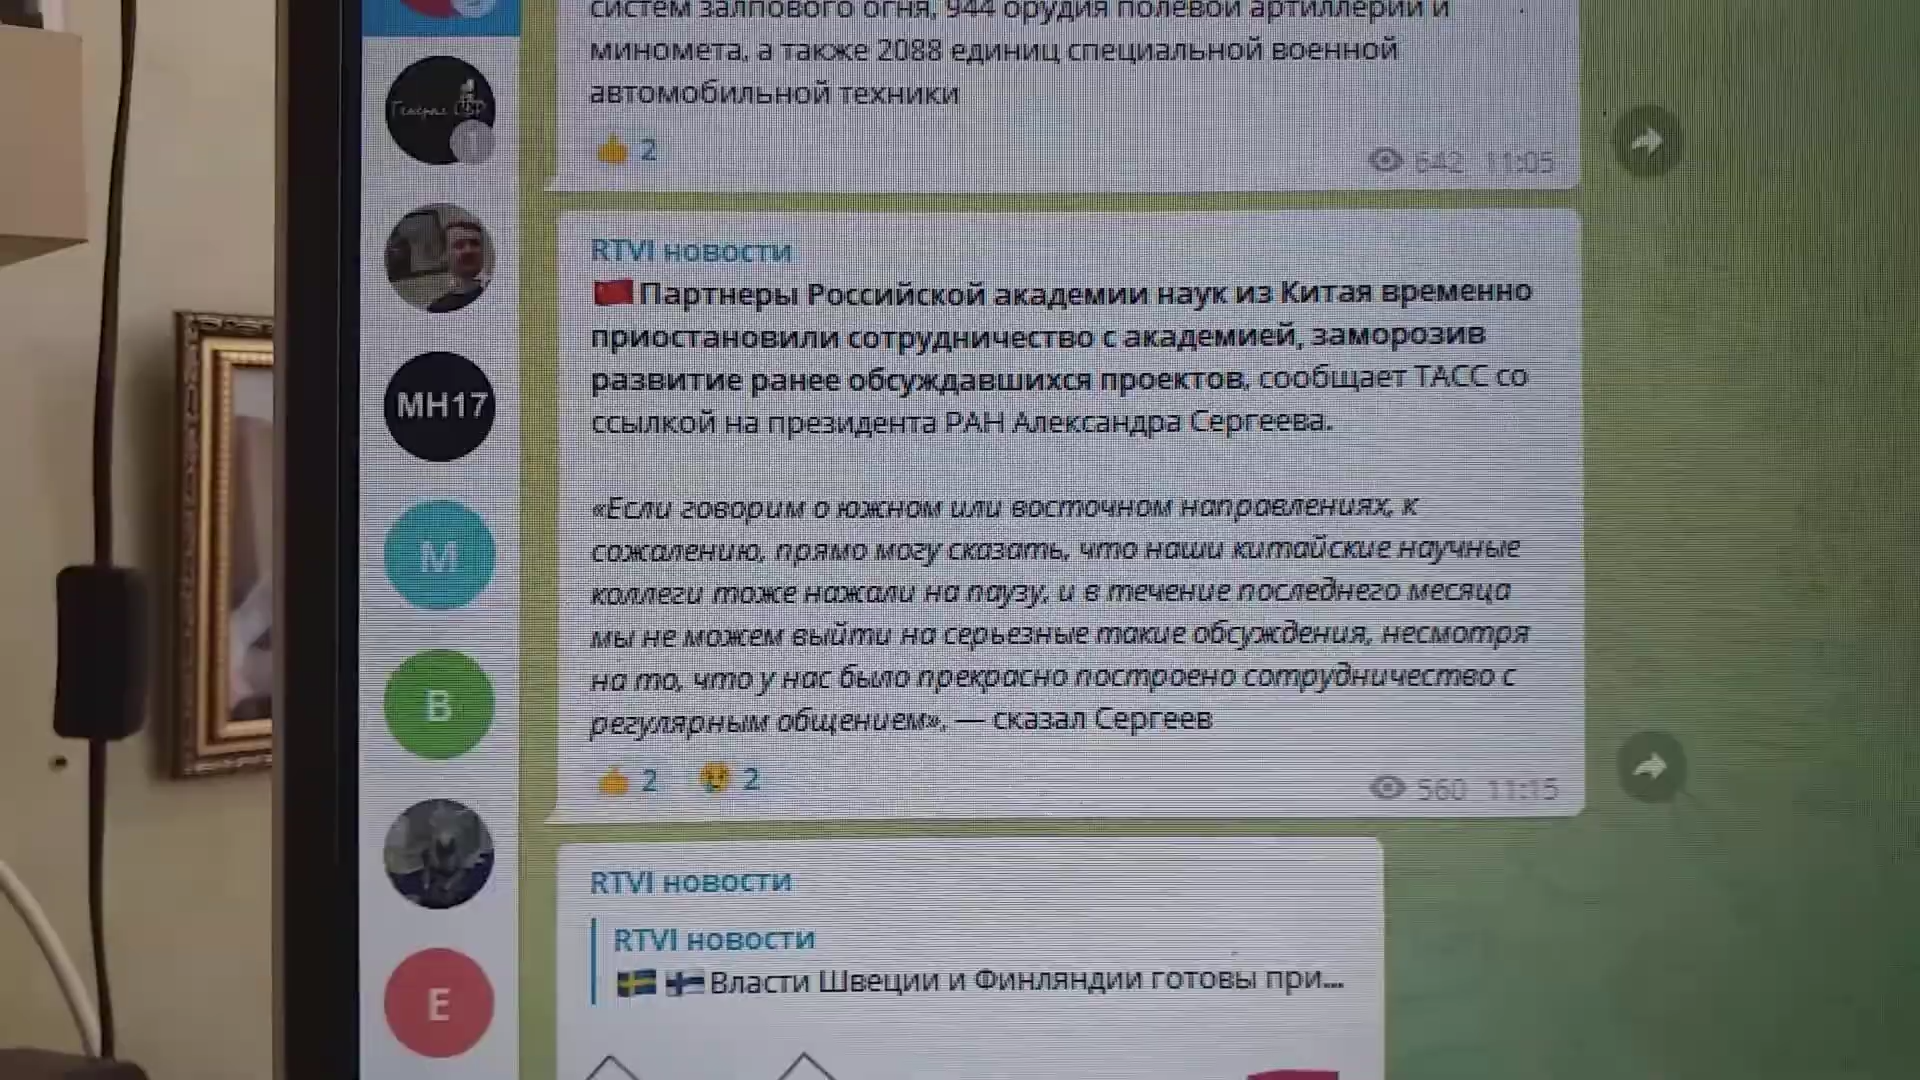 систем залпового огня, 944 орудия полевой артиллерии и
миномета, а также 2088 единиц специальной военной
автомобильной техники
2
642 11:05
RTVI новости
Партнеры Российской академии наук из Китая временно
приостановили сотрудничество с академией, заморозив
развитие ранее обсуждавшихся проектов, сообщает ТАСС со
ссылкой на президента РАН Александра Сергеева.
«Если говорим о южном или восточном направлениях, к
сожалению, прямо могу сказать, что наши китайские научные
коллеги тоже нажали на паузу, и в течение последнего месяца
мы не можем выйти на серьезные такие обсуждения, несмотря
на то, что у нас было прекрасно построено сотрудничество с
регулярным общением», — сказал Сергеев
2 2
560 11:15
RTVI новости
RTVI новости
Власти Швеции и Финляндии готовы при...
Генерал СВР
1
MH17
М
В
Е